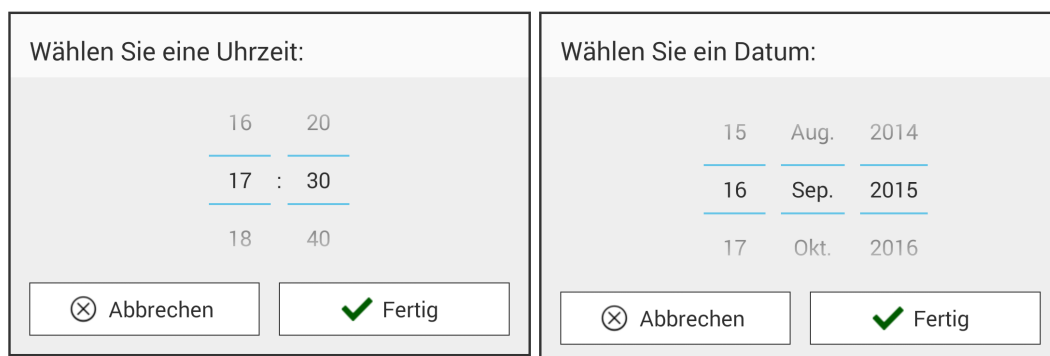 Wählen Sie eine Uhrzeit:
16 20
17 : 30
18 40
Abbrechen Fertig
Wählen Sie ein Datum:
15 Aug. 2014
16 Sep. 2015
17 Okt. 2016
Abbrechen Fertig